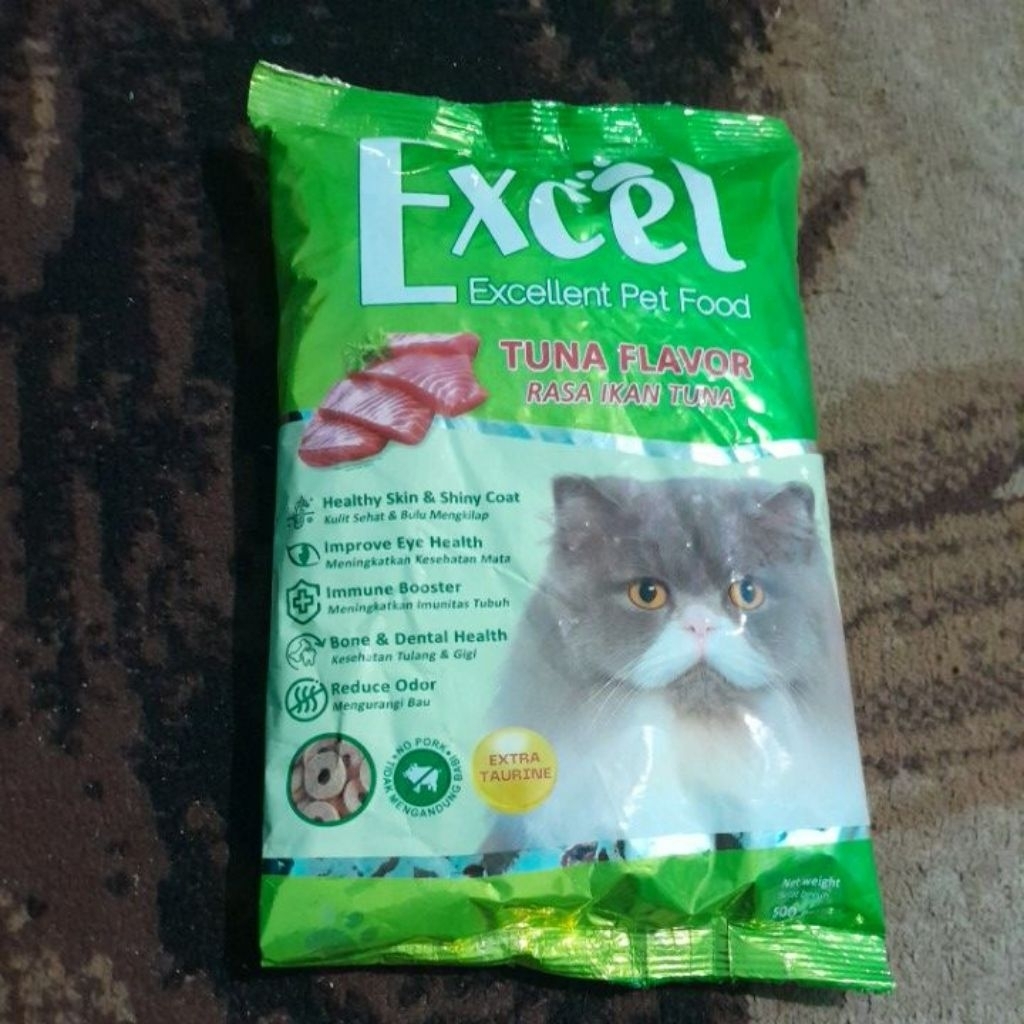 Excel
Excellent Pet Food
TUNA FLAVOR
RASA IKAN TUNA
Healthy Skin & Shiny Coat
Kulit Sehat & Bulu Mengkilap
Improve Eye Health
Meningkatkan Kesehatan Mata
Immune Booster
Meningkatkan Imunitas Tubuh
Bone & Dental Health
Kesehatan Tulang & Gigi
Reduce Odor
Mengurangi Bau
NO PORK
TIDAK MENGANDUNG BABI
EXTRA
TAURINE
Net weight
500